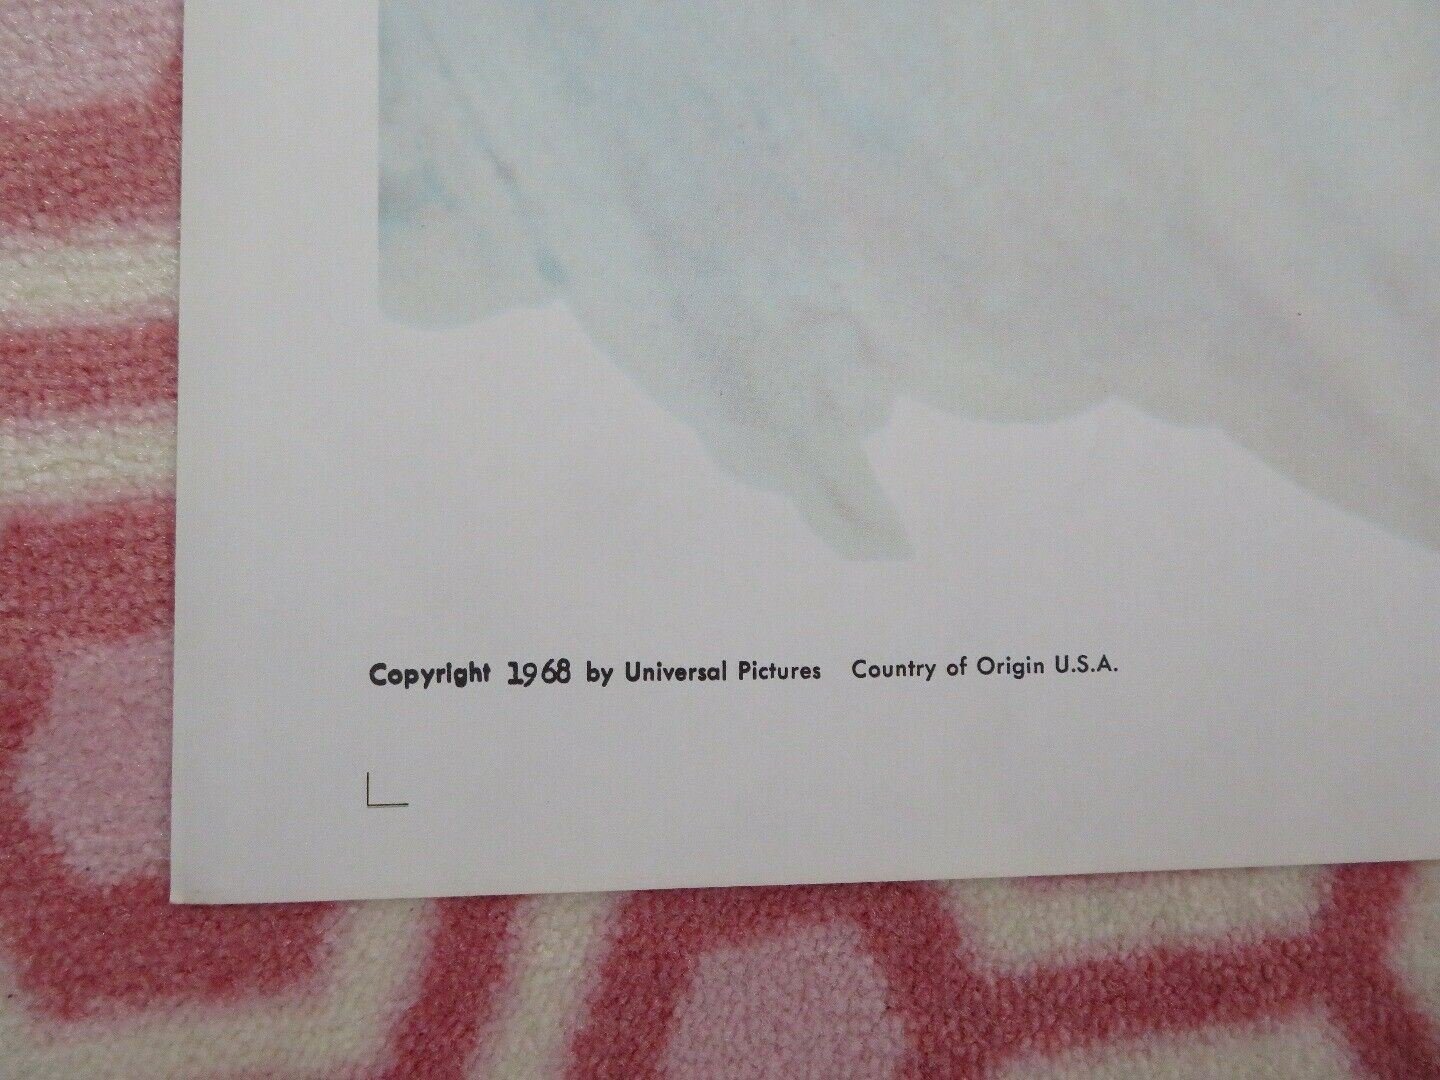 Copyright 1968 by Universal Pictures Country of Origin U.S.A.